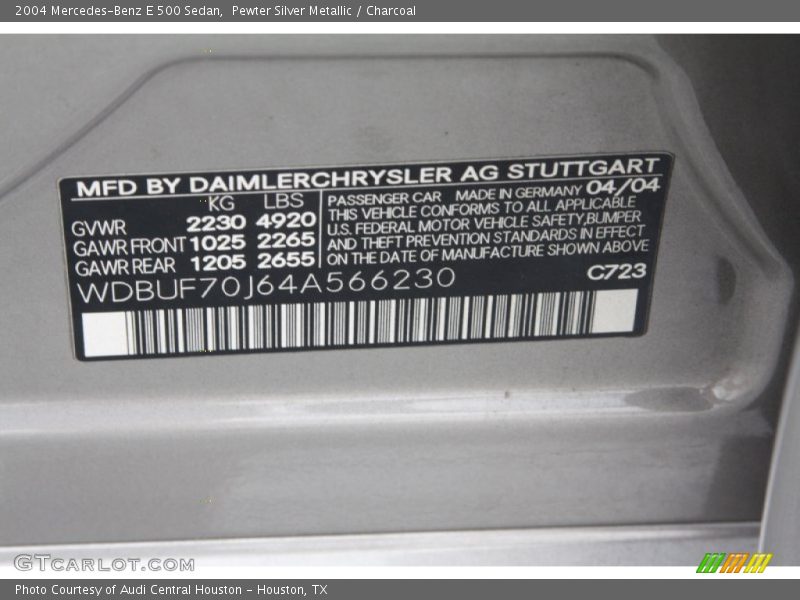 2004 Mercedes-Benz E 500 Sedan,  Pewter Silver Metallic / Charcoal
MFD BY DAIMLERCHRYSLER AG STUTTGART
KG LBS
GVWR 2230 4920
GAWR FRONT 1025 2265
GAWR REAR 1205 2655
PASSENGER CAR MADE IN GERMANY 04/04
THIS VEHICLE CONFORMS TO ALL APPLICABLE
U.S. FEDERAL MOTOR VEHICLE SAFETY,BUMPER
AND THEFT PREVENTION STANDARDS IN EFFECT
ON THE DATE OF MANUFACTURE SHOWN ABOVE
WDBUF70J64A566230
C723
GTCARLOT.COM
Photo Courtesy of Audi Central Houston - Houston, TX